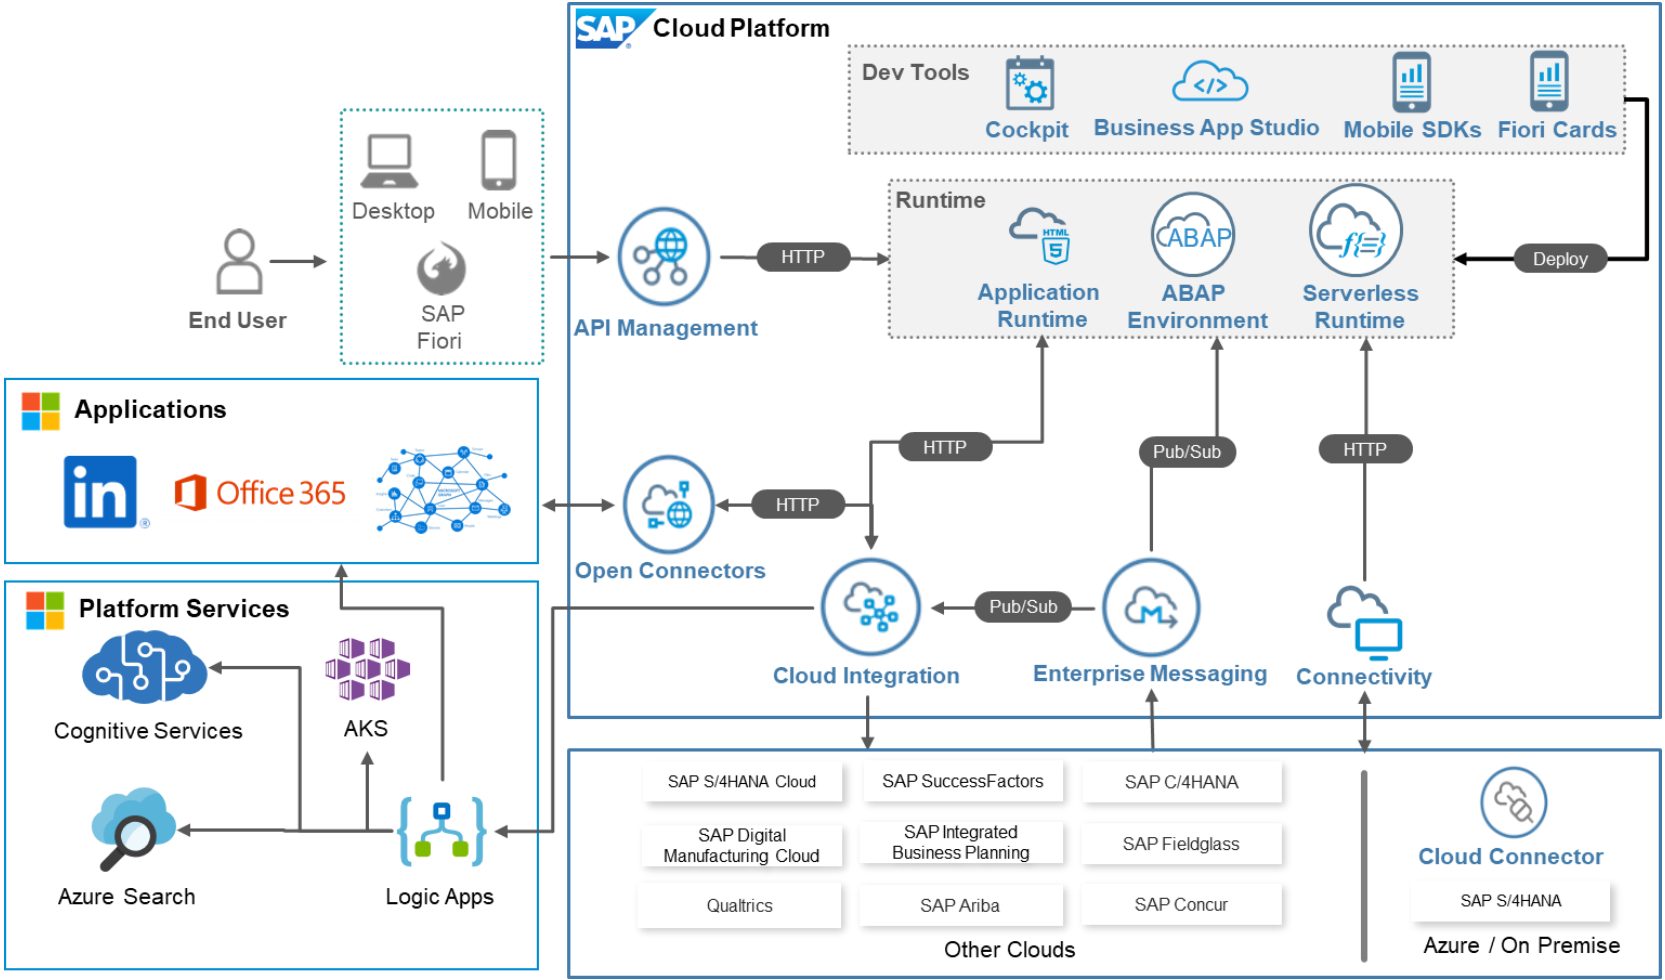 SAP
Cloud Platform
Dev Tools
Cockpit
Business App Studio
Mobile SDKs
Fiori Cards
Desktop
Mobile
SAP
Fiori
End User
API Management
HTTP
Runtime
HTML
5
Application
Runtime
ABAP
ABAP
Environment
f{=}
Serverless
Runtime
Deploy
Applications
in
Office 365
Open Connectors
HTTP
HTTP
Pub/Sub
HTTP
Cloud Integration
Pub/Sub
Enterprise Messaging
Connectivity
Platform Services
Cognitive Services
AKS
Azure Search
Logic Apps
SAP S/4HANA Cloud
SAP SuccessFactors
SAP C/4HANA
SAP Digital
Manufacturing Cloud
SAP Integrated
Business Planning
SAP Fieldglass
Qualtrics
SAP Ariba
SAP Concur
Other Clouds
Cloud Connector
SAP S/4HANA
Azure / On Premise